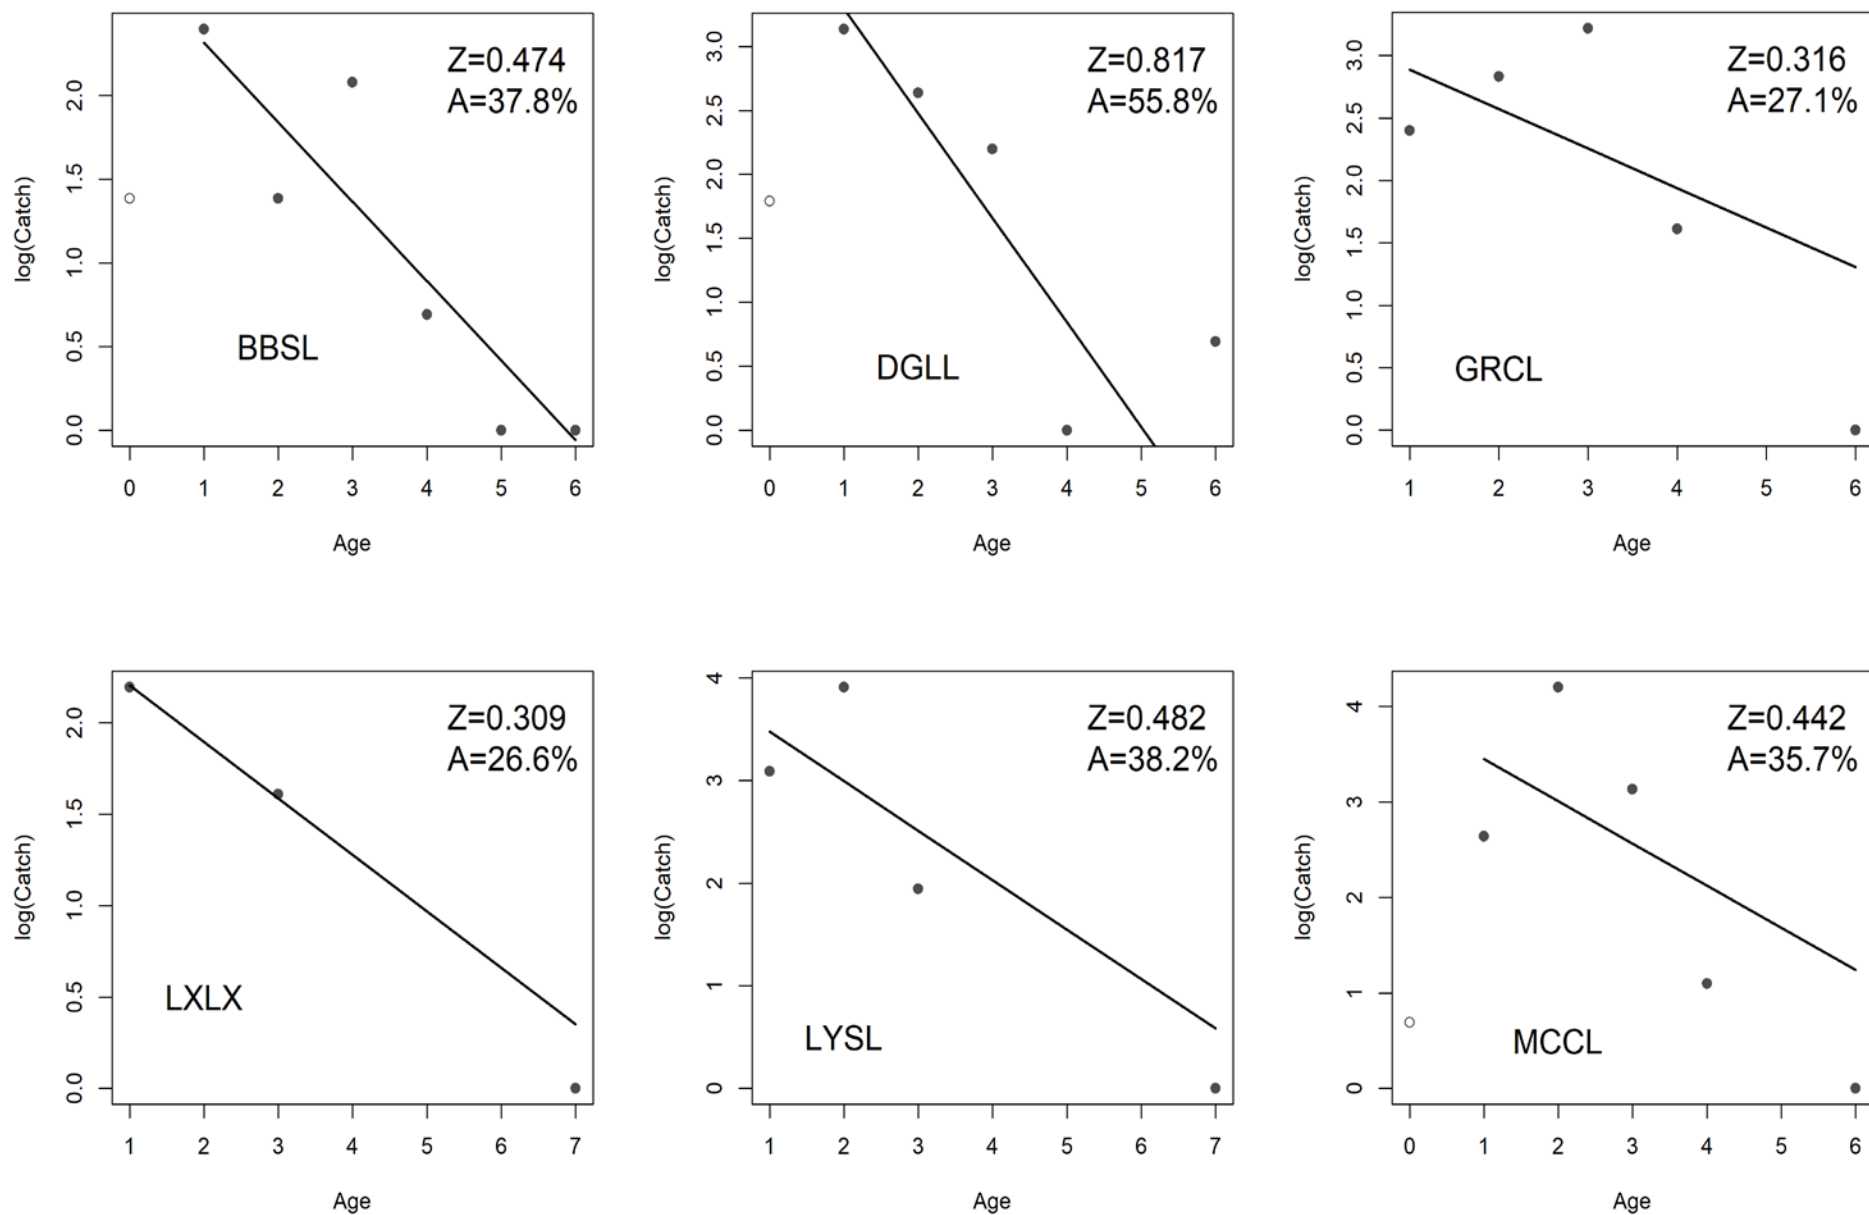 Z=0.474
A=37.8%
BBSL
log(Catch)
0.0 0.5 1.0 1.5 2.0
0 1 2 3 4 5 6
Age
Z=0.817
A=55.8%
DGLL
log(Catch)
0.0 0.5 1.0 1.5 2.0 2.5 3.0
0 1 2 3 4 5 6
Age
Z=0.316
A=27.1%
GRCL
log(Catch)
0.0 0.5 1.0 1.5 2.0 2.5 3.0
1 2 3 4 5 6
Age
Z=0.309
A=26.6%
LXLX
log(Catch)
0.0 0.5 1.0 1.5 2.0
1 2 3 4 5 6 7
Age
Z=0.482
A=38.2%
LYSL
log(Catch)
0 1 2 3 4
1 2 3 4 5 6 7
Age
Z=0.442
A=35.7%
MCCL
log(Catch)
0 1 2 3 4
0 1 2 3 4 5 6
Age